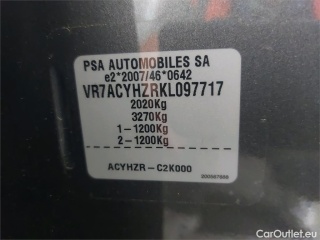 PSA AUTOMOBILES SA
e2*2007/46*0642
VR7ACYHZRKL097717
2020Kg
3270Kg
1-1200Kg
2-1200Kg
ACYHZR-C2K000
CarOutlet.eu